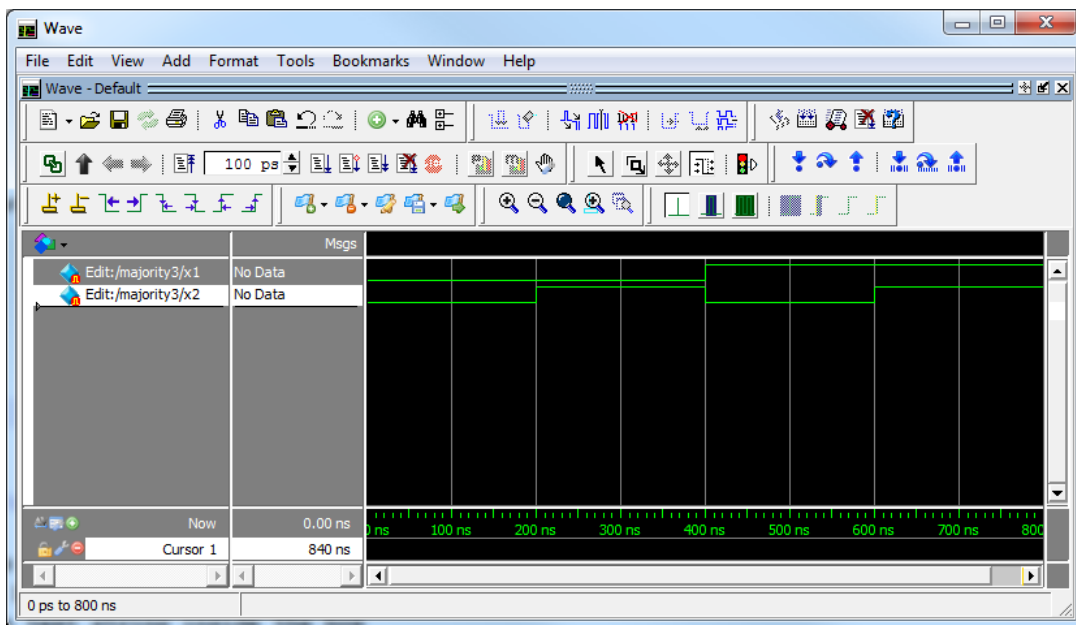 Wave
File Edit View Add Format Tools Bookmarks Window Help
Wave - Default
100 ps
Msgs
Edit:/majority3/x1 No Data
Edit:/majority3/x2 No Data
Now 0.00 ns
ns 100 ns 200 ns 300 ns 400 ns 500 ns 600 ns 700 ns 800
Cursor 1 840 ns
0 ps to 800 ns